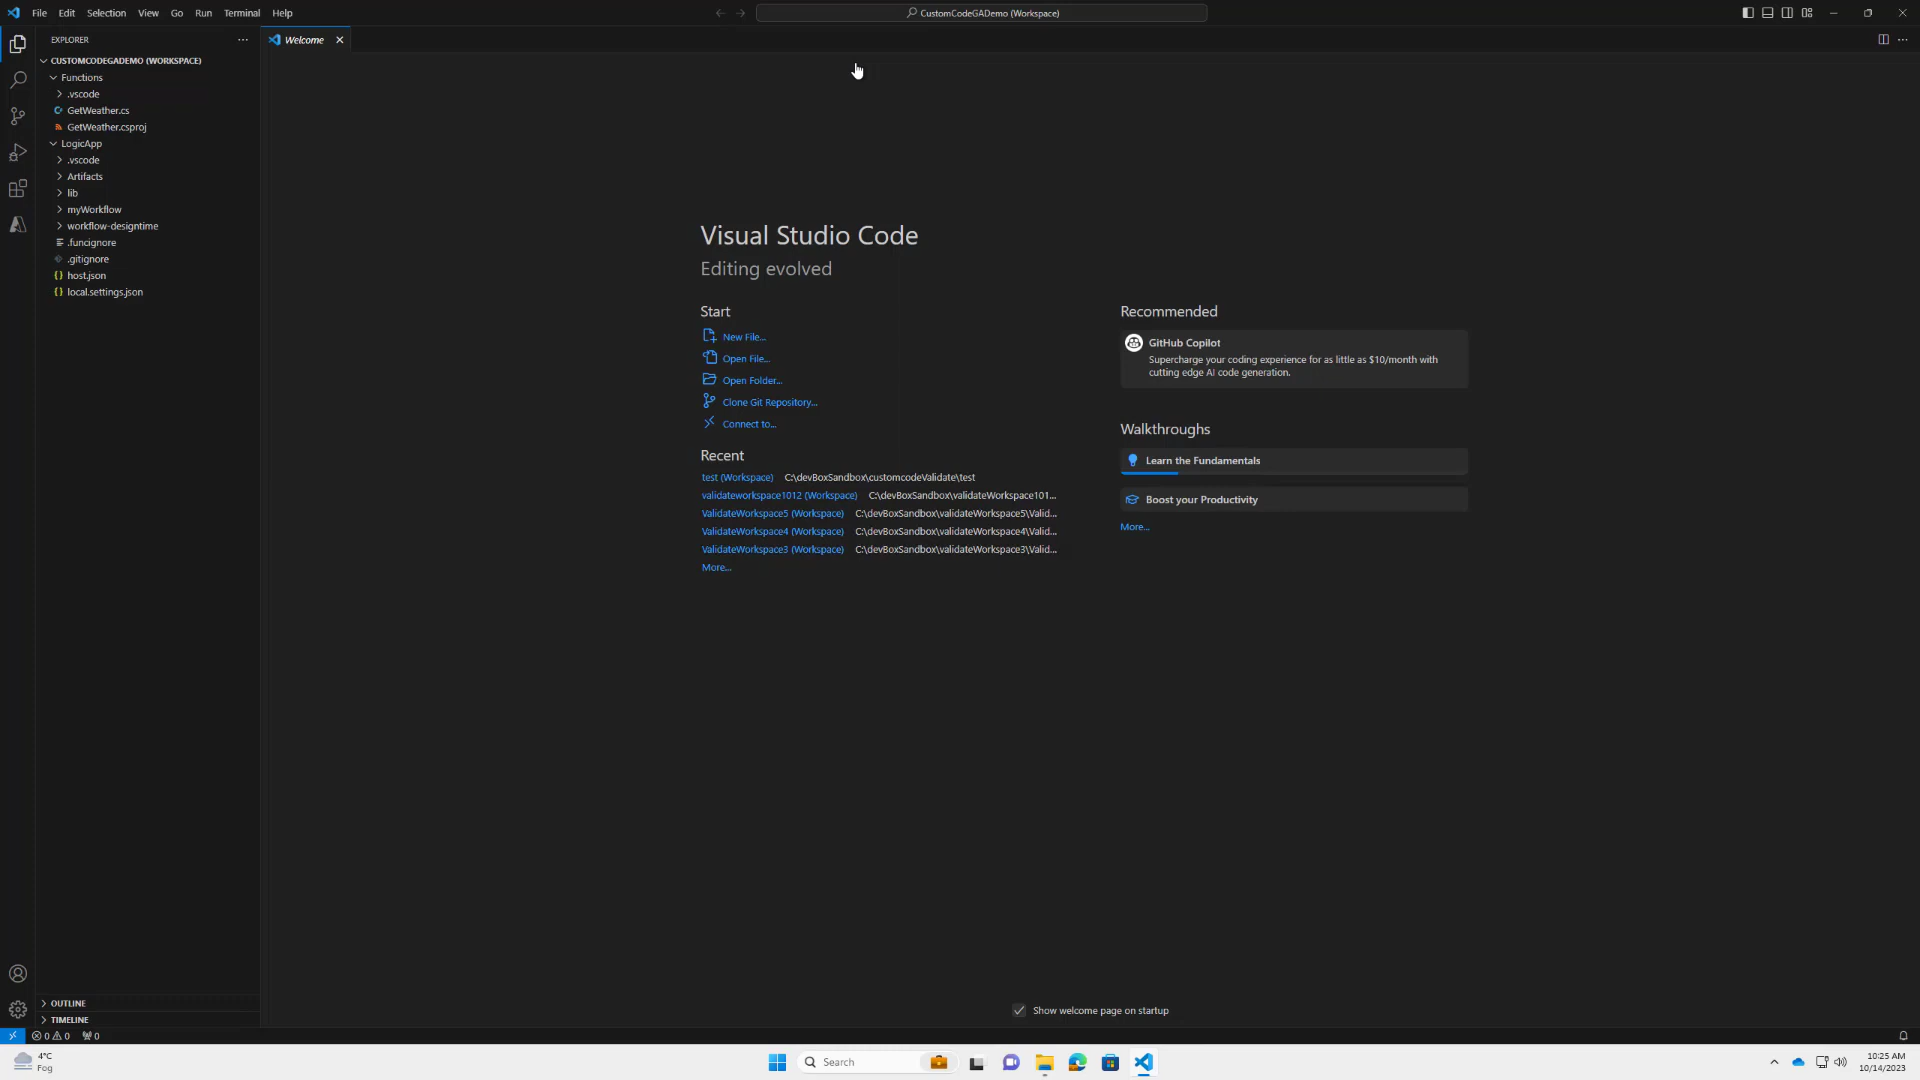 File Edit Selection View Go Run Terminal Help
CustomCodeGADemo (Workspace)
EXPLORER
Welcome
CUSTOMCODEGADEMO (WORKSPACE)
Functions
.vscode
GetWeather.cs
GetWeather.csproj
LogicApp
.vscode
Artifacts
lib
myWorkflow
workflow-designtime
.funcignore
.gitignore
host.json
local.settings.json
Visual Studio Code
Editing evolved
Start
New File...
Open File...
Open Folder...
Clone Git Repository...
Connect to...
Recent
test (Workspace) C:\devBoxSandbox\customcodeValidate\test
validateworkspace1012 (Workspace) C:\devBoxSandbox\validateWorkspace101...
ValidateWorkspace5 (Workspace) C:\devBoxSandbox\validateWorkspace5\Valid...
ValidateWorkspace4 (Workspace) C:\devBoxSandbox\validateWorkspace4\Valid...
ValidateWorkspace3 (Workspace) C:\devBoxSandbox\validateWorkspace3\Valid...
More...
Recommended
GitHub Copilot
Supercharge your coding experience for as little as $10/month with
cutting edge AI code generation.
Walkthroughs
Learn the Fundamentals
Boost your Productivity
More...
Show welcome page on startup
OUTLINE
TIMELINE
0 0 0
4°C
Fog
Search
10:25 AM
10/14/2023